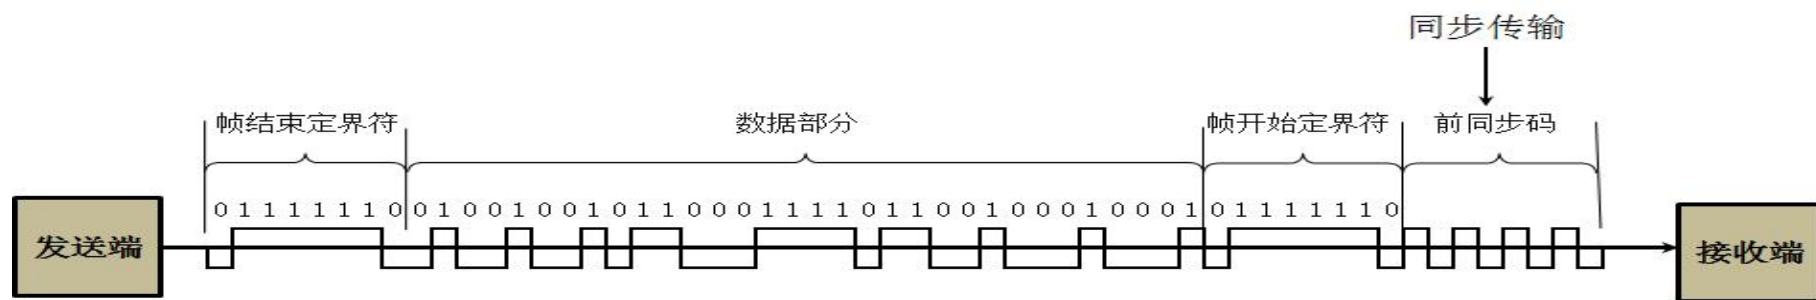 同步传输
帧结束定界符 数据部分 帧开始定界符 前同步码
0 1 1 1 1 1 1 0 0 1 0 0 1 0 0 1 0 1 1 0 0 0 1 1 1 1 0 1 1 0 0 1 0 0 0 1 0 0 0 1 0 1 1 1 1 1 1 0
发送端 接收端